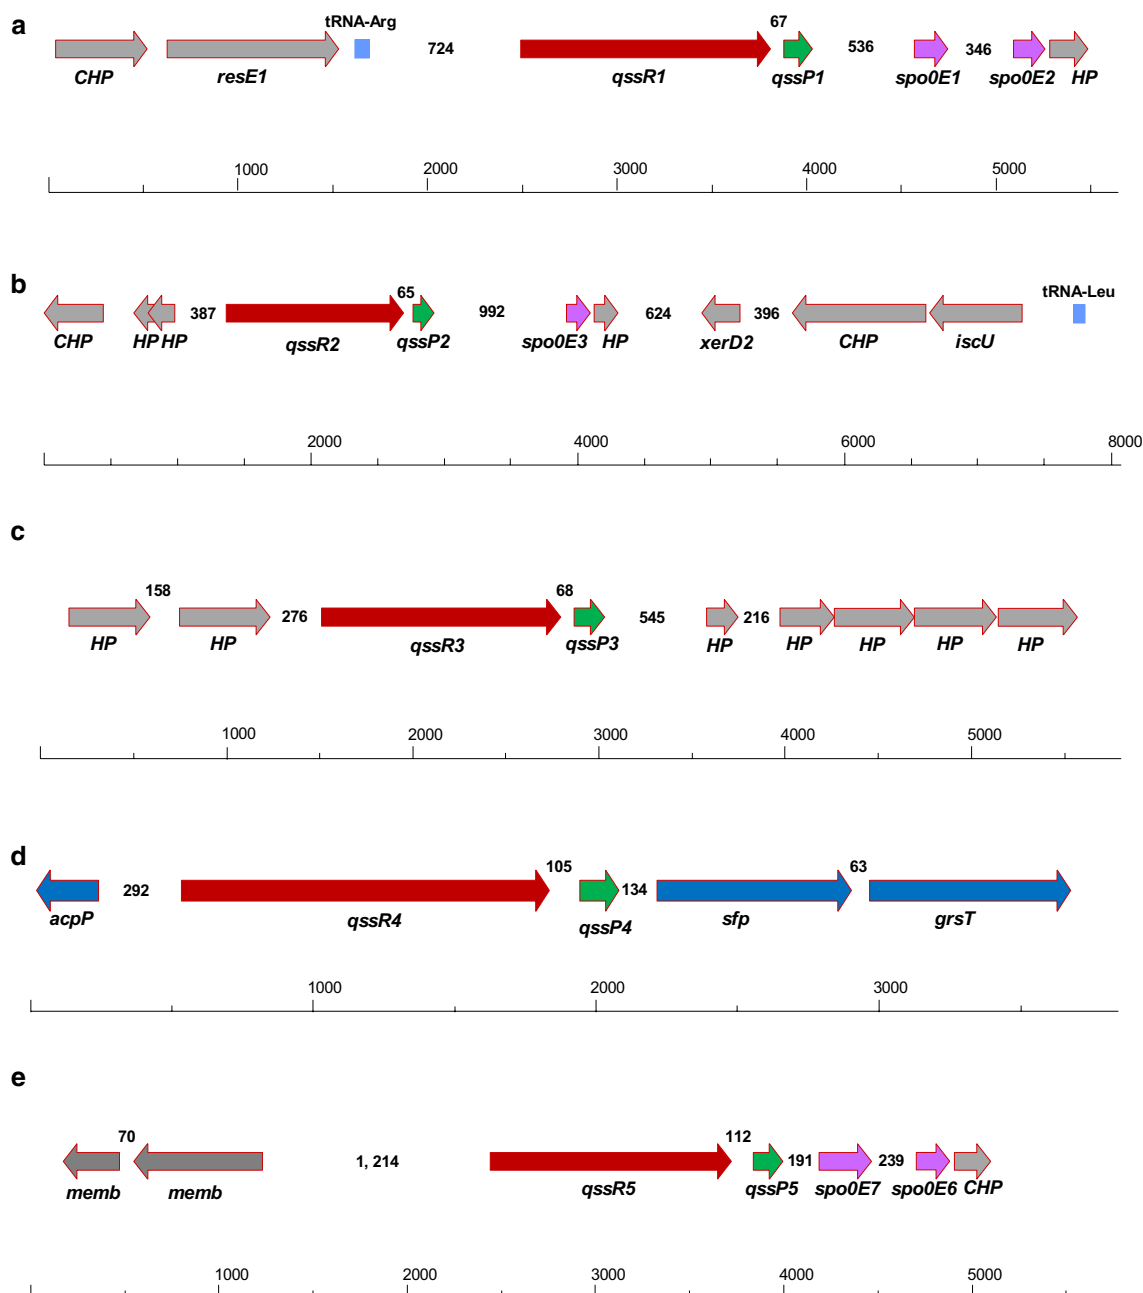 a
tRNA-Arg 67
724 536 346
CHP resE1 qssR1 qssP1 spo0E1 spo0E2 HP
1000 2000 3000 4000 5000
b
65 tRNA-Leu
387 992 624 396
CHP HP HP qssR2 qssP2 spo0E3 HP xerD2 CHP iscU
2000 4000 6000 8000
c
158 68
276 545 216
HP HP qssR3 qssP3 HP HP HP HP HP
1000 2000 3000 4000 5000
d
105 63
292 134
acpP qssR4 qssP4 sfp grsT
1000 2000 3000
e
70 112
1, 214 191 239
memb memb qssR5 qssP5 spo0E7 spo0E6 CHP
1000 2000 3000 4000 5000